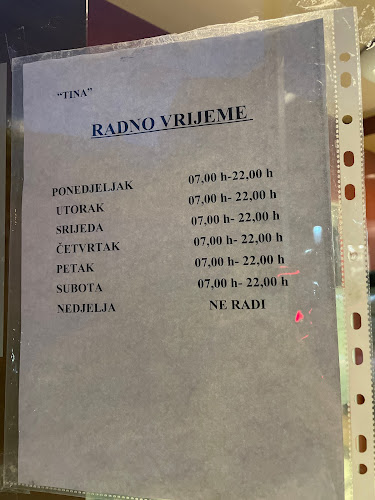 “TINA”
RADNO VRIJEME
PONEDJELJAK 07,00 h-22,00 h
UTORAK 07,00 h- 22,00 h
SRIJEDA 07,00 h- 22,00 h
ČETVRTAK 07,00 h- 22,00 h
PETAK 07,00 h- 22,00 h
SUBOTA 07,00 h- 22,00 h
NEDJELJA NE RADI